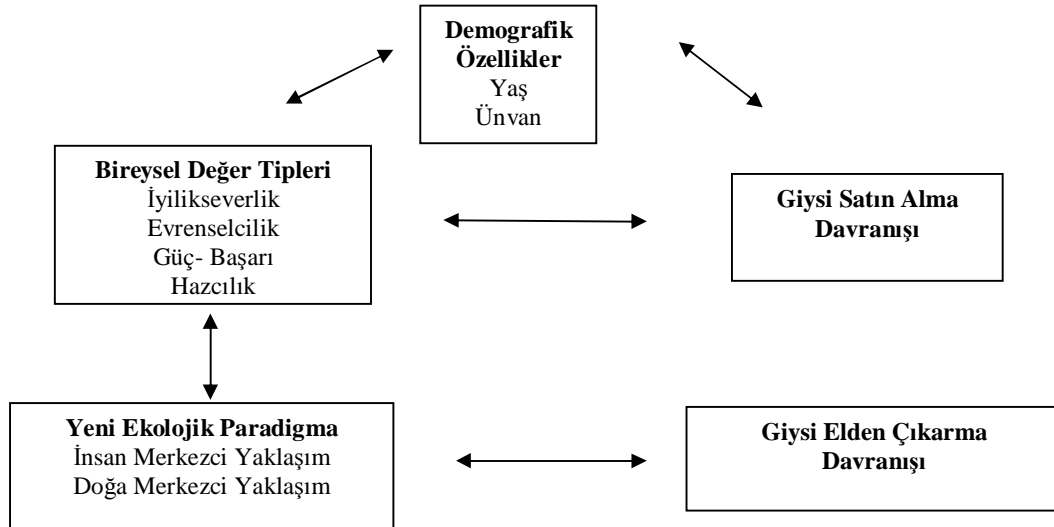 Demografik
Özellikler
Yaş
Ünvan
Bireysel Değer Tipleri
İyilikseverlik
Evrenselcilik
Güç- Başarı
Hazcılık
Giysi Satın Alma
Davranışı
Yeni Ekolojik Paradigma
İnsan Merkezci Yaklaşım
Doğa Merkezci Yaklaşım
Giysi Elden Çıkarma
Davranışı